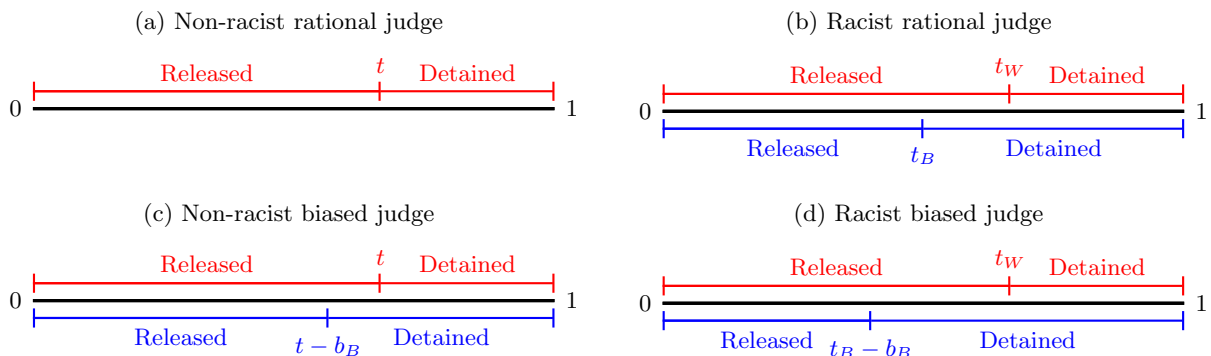 (a) Non-racist rational judge
Released t Detained
0 1
(b) Racist rational judge
Released t_W Detained
0 1
Released t_B Detained
(c) Non-racist biased judge
Released t Detained
0 1
Released t − b_B Detained
(d) Racist biased judge
Released t_W Detained
0 1
Released t_B − b_B Detained